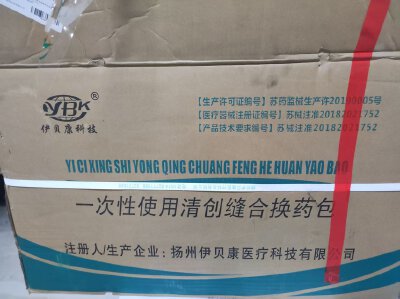 YBK ®
伊贝康科技
【生产许可证编号】苏药监械生产许20190005号
【医疗器械注册证编号】苏械注准20182021752
【产品技术要求编号】苏械注准20182021752
YI CI XING SHI YONG QING CHUANG FENG HE HUAN YAO BAO
一次性使用清创缝合换药包
注册人/生产企业：扬州伊贝康医疗科技有限公司